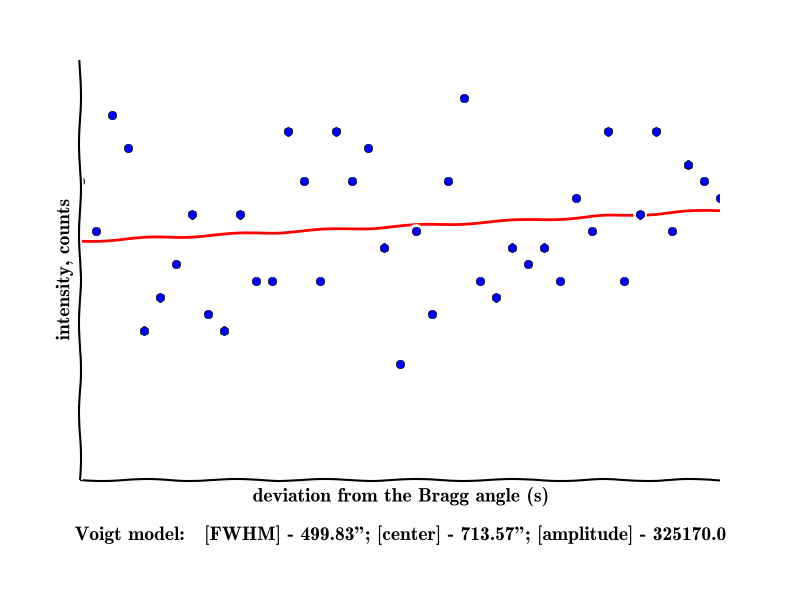 intensity, counts
deviation from the Bragg angle (s)
Voigt model: [FWHM] - 499.83”; [center] - 713.57”; [amplitude] - 325170.0